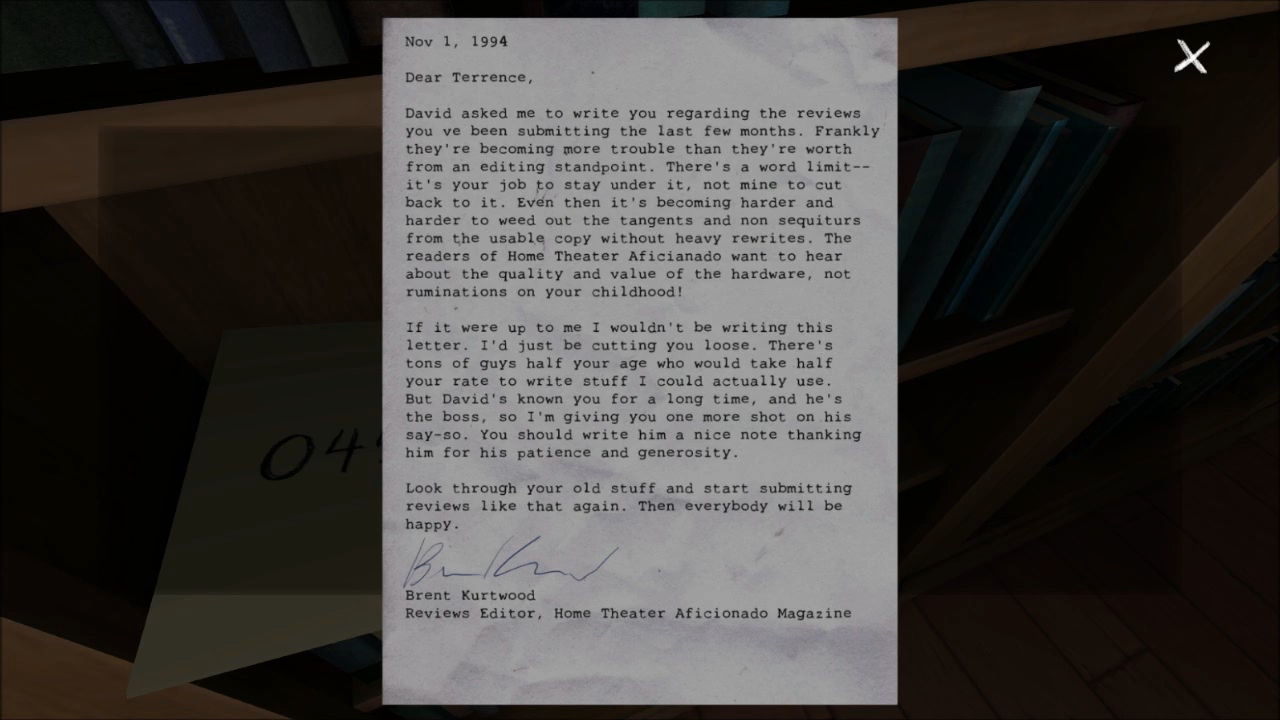 Nov 1, 1994
Dear Terrence,
David asked me to write you regarding the reviews
you ve been submitting the last few months. Frankly
they're becoming more trouble than they're worth
from an editing standpoint. There's a word limit--
it's your job to stay under it, not mine to cut
back to it. Even then it's becoming harder and
harder to weed out the tangents and non sequiturs
from the usable copy without heavy rewrites. The
readers of Home Theater Aficianado want to hear
about the quality and value of the hardware, not
ruminations on your childhood!
If it were up to me I wouldn't be writing this
letter. I'd just be cutting you loose. There's
tons of guys half your age who would take half
your rate to write stuff I could actually use.
But David's known you for a long time, and he's
the boss, so I'm giving you one more shot on his
say-so. You should write him a nice note thanking
him for his patience and generosity.
Look through your old stuff and start submitting
reviews like that again. Then everybody will be
happy.
Brent Kurtwood
Reviews Editor, Home Theater Aficionado Magazine
04